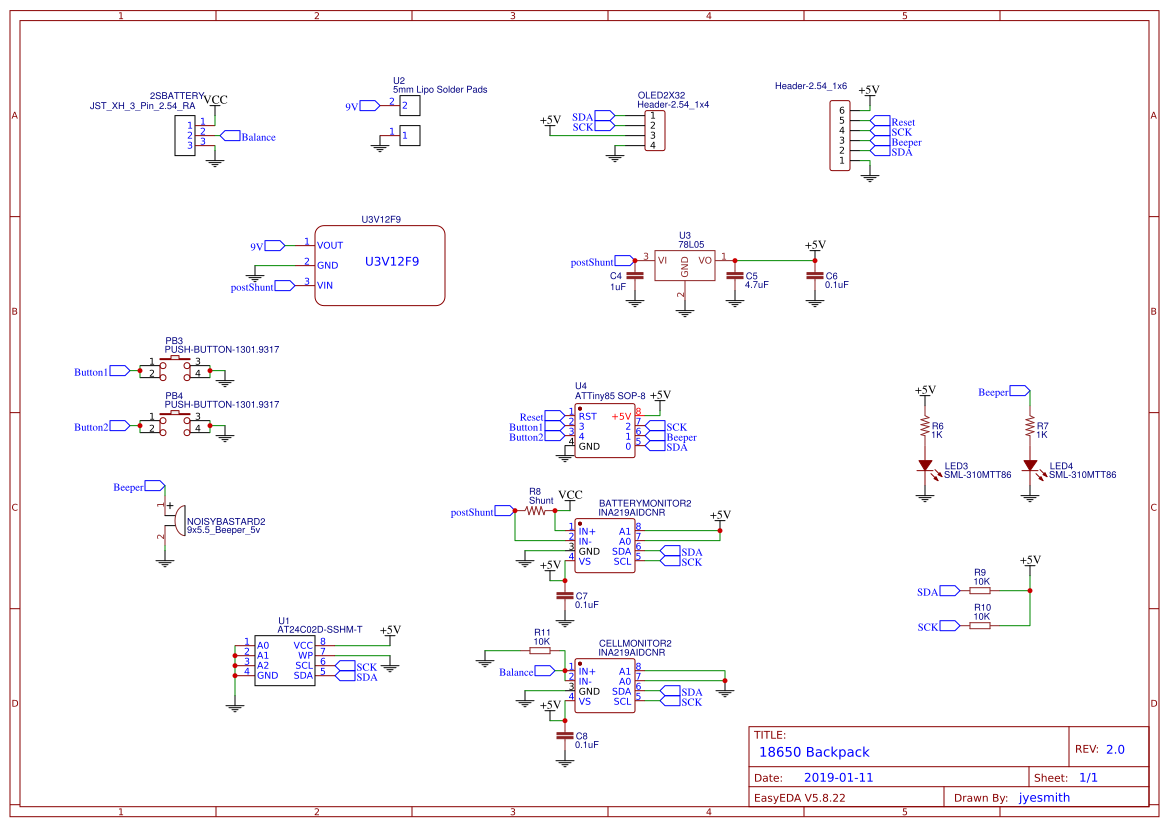 1 2 3 4 5
A
A
2SBATTERY
JST_XH_3_Pin_2.54_RA
VCC
1 1
2 2
3 3
Balance
U2
5mm Lipo Solder Pads
9V 2 2
1 1
OLED2X32
Header-2.54_1x4
+5V
SDA
SCK
1
2
3
4
Header-2.54_1x6
+5V
6
5 Reset
4 SCK
3 Beeper
2 SDA
1
B
B
U3V12F9
9V 1 VOUT
2 GND
postShunt 3 VIN
U3V12F9
U3
78L05
postShunt 3 VI VO 1
GND
2
+5V
C4
1uF
C5
4.7uF
C6
0.1uF
PB3
PUSH-BUTTON-1301.9317
Button1
1 3
2 4
PB4
PUSH-BUTTON-1301.9317
Button2
1 3
2 4
U4
ATTiny85 SOP-8
+5V
Reset 1 RST +5V 8
Button1 2 3 2 7 SCK
Button2 3 4 1 6 Beeper
4 GND 0 5 SDA
+5V
R6
1K
LED3
SML-310MTT86
Beeper
R7
1K
LED4
SML-310MTT86
C
C
Beeper
1 +
2
NOISYBASTARD2
9x5.5_Beeper_5v
R8
Shunt
VCC
postShunt
BATTERYMONITOR2
INA219AIDCNR
+5V
1 IN+ A1 8
2 IN- A0 7
3 GND SDA 6 SDA
4 VS SCL 5 SCK
+5V
C7
0.1uF
+5V
R9
10K
SDA
R10
10K
SCK
U1
AT24C02D-SSHM-T
+5V
1 A0 VCC 8
2 A1 WP 7
3 A2 SCL 6 SCK
4 GND SDA 5 SDA
R11
10K
CELLMONITOR2
INA219AIDCNR
Balance
1 IN+ A1 8
2 IN- A0 7
3 GND SDA 6 SDA
4 VS SCL 5 SCK
+5V
C8
0.1uF
D
D
TITLE:
18650 Backpack
REV: 2.0
Date: 2019-01-11
Sheet: 1/1
EasyEDA V5.8.22
Drawn By: jyesmith
1 2 3 4 5